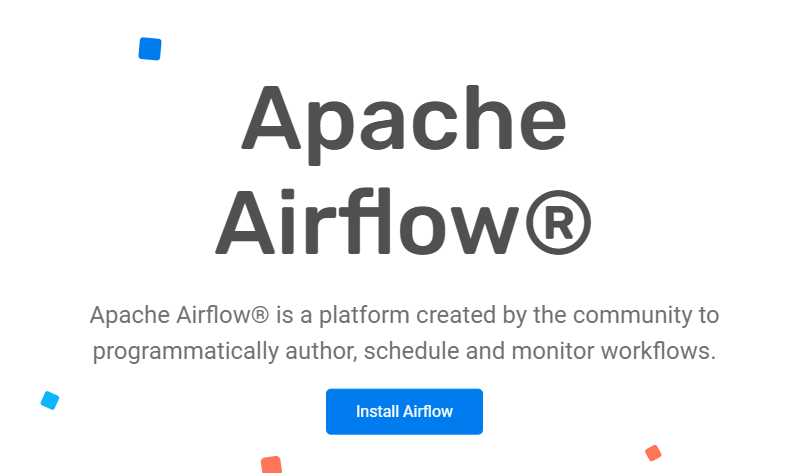 Apache
Airflow®
Apache Airflow® is a platform created by the community to
programmatically author, schedule and monitor workflows.
Install Airflow